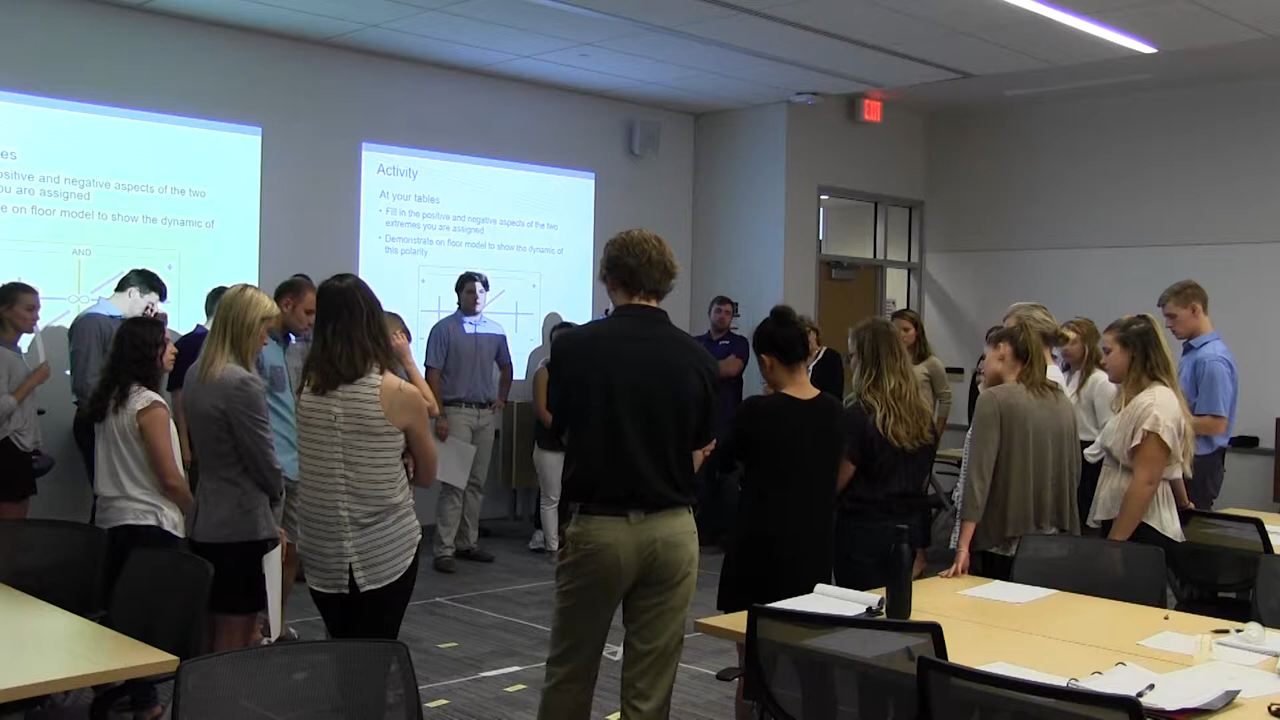 es
ositive and negative aspects of the two
ou are assigned
e on floor model to show the dynamic of
AND
Activity
At your tables
• Fill in the positive and negative aspects of the two
extremes you are assigned
• Demonstrate on floor model to show the dynamic of
this polarity
EXIT